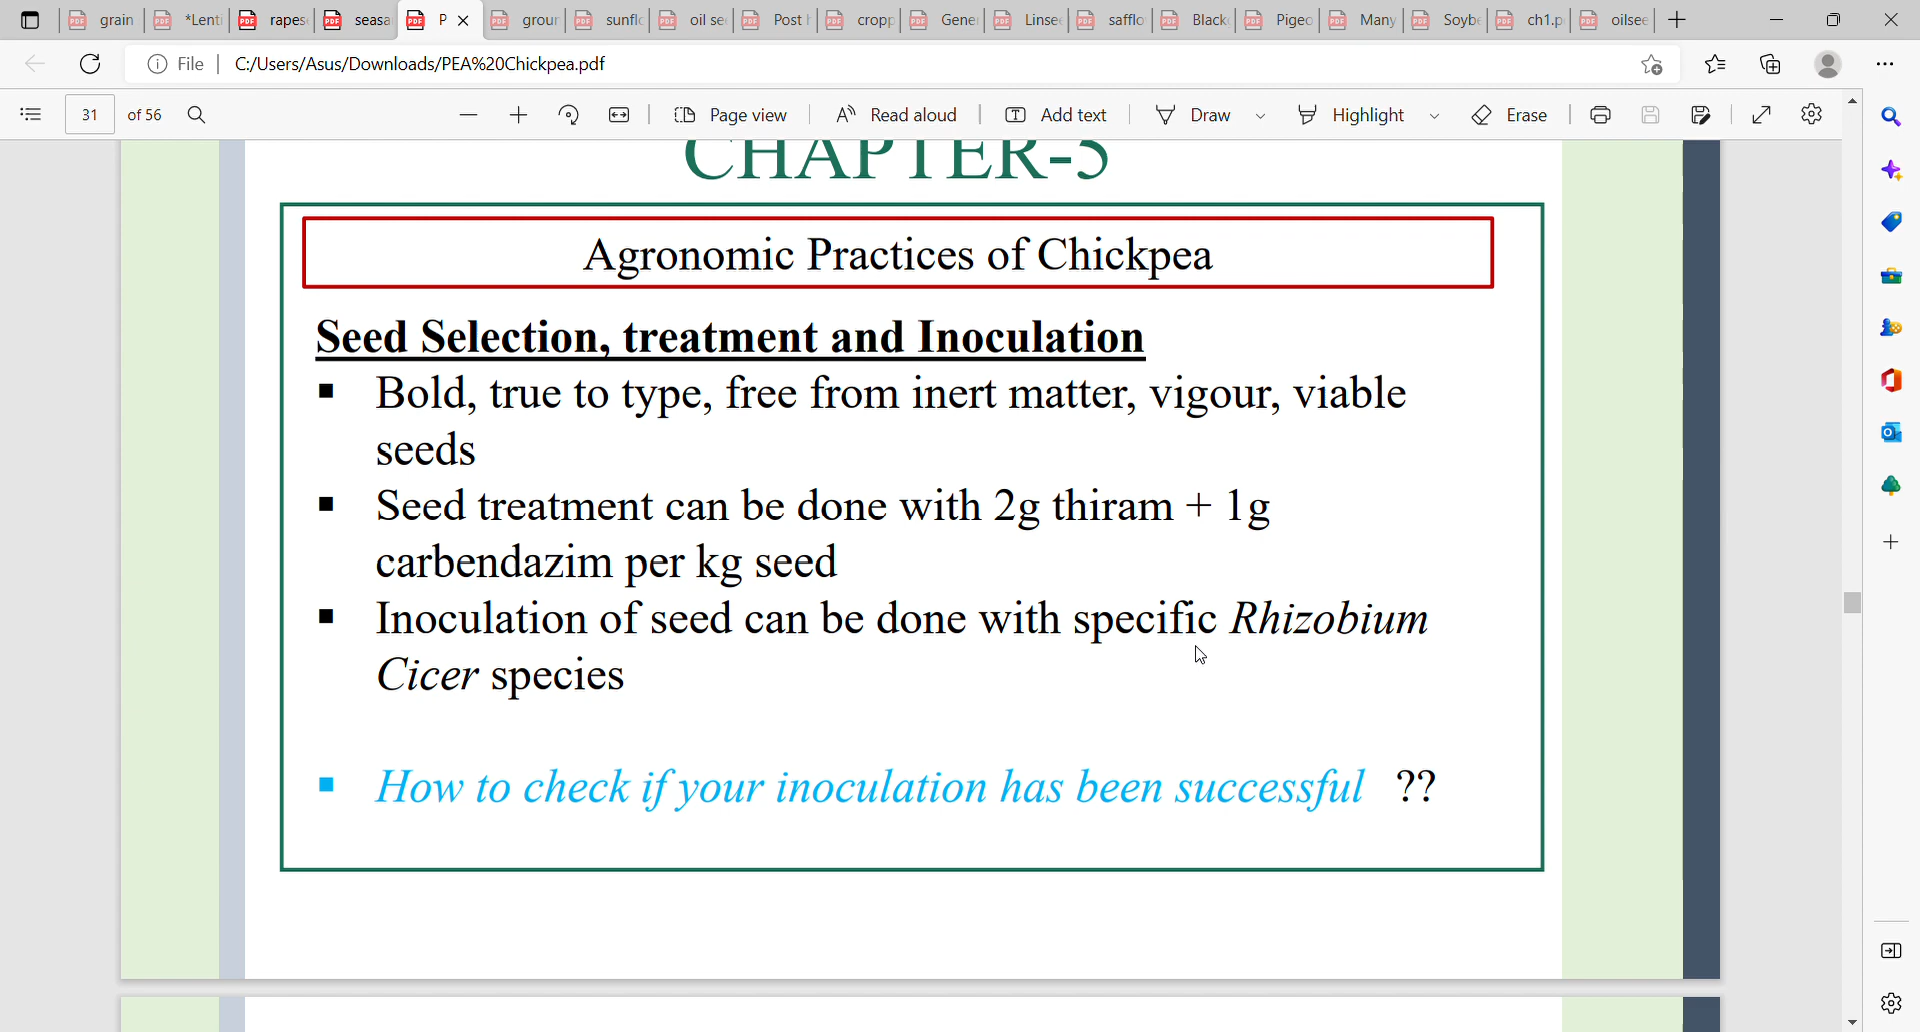 grain
*Lenti
rapes
seasa
P
grour
sunflo
oil se
Post h
cropp
Gene
Linse
safflo
Black
Pigeo
Many
Soybe
ch1.p
oilsee
File
C:/Users/Asus/Downloads/PEA%20Chickpea.pdf
31 of 56
Page view
Read aloud
Add text
Draw
Highlight
Erase
CHAPTER-5
Agronomic Practices of Chickpea
Seed Selection, treatment and Inoculation
▪ Bold, true to type, free from inert matter, vigour, viable
seeds
▪ Seed treatment can be done with 2g thiram + 1g
carbendazim per kg seed
▪ Inoculation of seed can be done with specific Rhizobium
Cicer species
▪ How to check if your inoculation has been successful ??